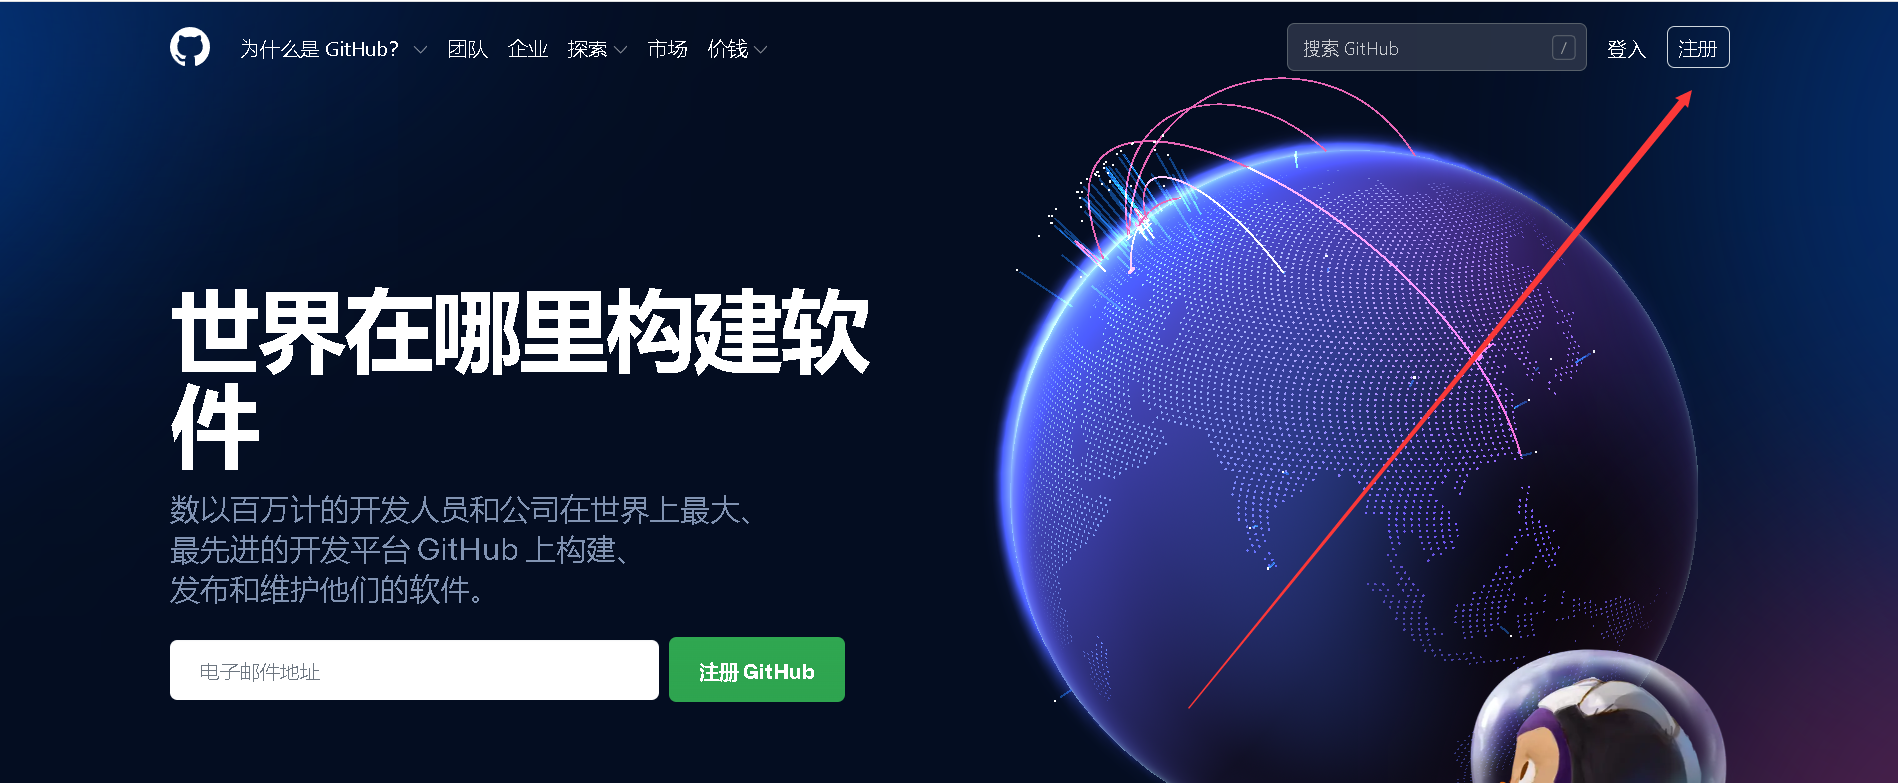 为什么是 GitHub? 团队 企业 探索 市场 价钱 搜索 GitHub / 登入 注册
世界在哪里构建软
件
数以百万计的开发人员和公司在世界上最大、
最先进的开发平台 GitHub 上构建、
发布和维护他们的软件。
电子邮件地址 注册 GitHub